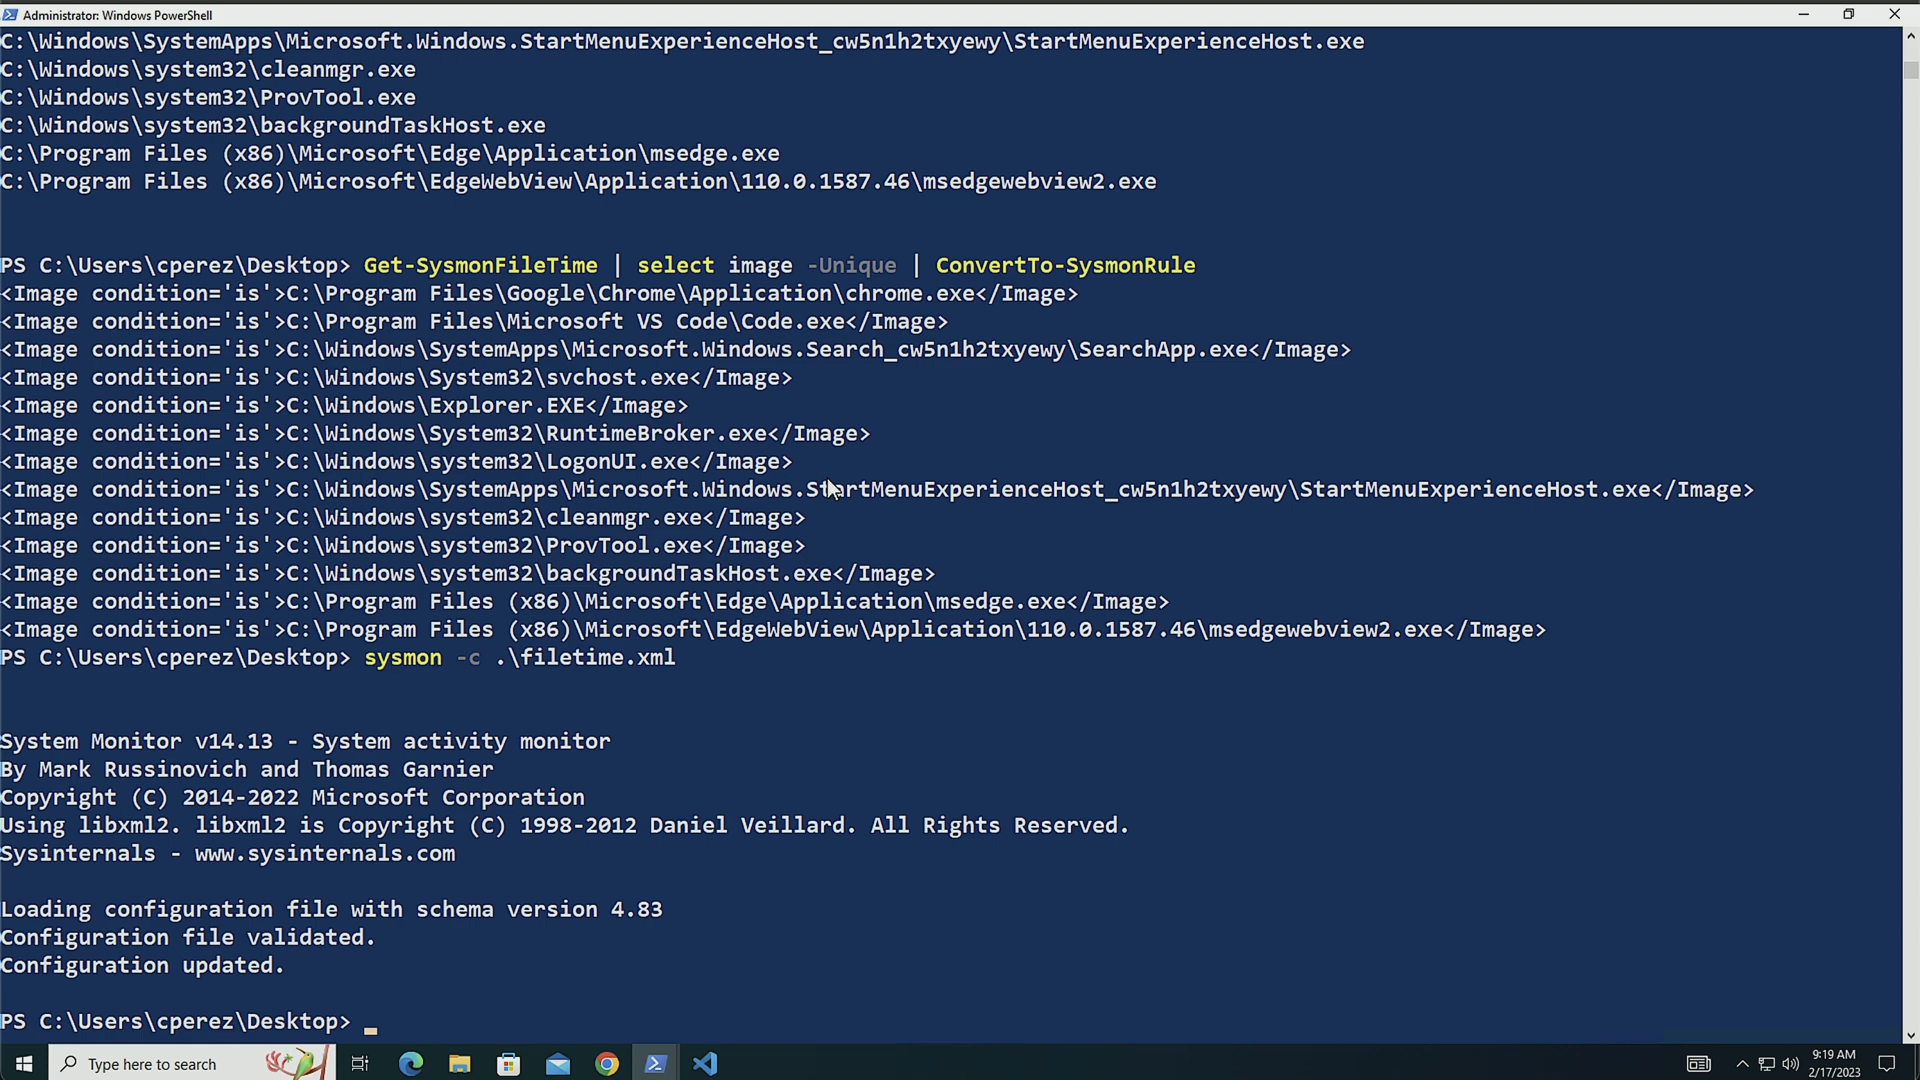 Administrator: Windows PowerShell
C:\Windows\SystemApps\Microsoft.Windows.StartMenuExperienceHost_cw5n1h2txyewy\StartMenuExperienceHost.exe
C:\Windows\system32\cleanmgr.exe
C:\Windows\system32\ProvTool.exe
C:\Windows\system32\backgroundTaskHost.exe
C:\Program Files (x86)\Microsoft\Edge\Application\msedge.exe
C:\Program Files (x86)\Microsoft\EdgeWebView\Application\110.0.1587.46\msedgewebview2.exe
PS C:\Users\cperez\Desktop> Get-SysmonFileTime | select image -Unique | ConvertTo-SysmonRule
<Image condition='is'>C:\Program Files\Google\Chrome\Application\chrome.exe</Image>
<Image condition='is'>C:\Program Files\Microsoft VS Code\Code.exe</Image>
<Image condition='is'>C:\Windows\SystemApps\Microsoft.Windows.Search_cw5n1h2txyewy\SearchApp.exe</Image>
<Image condition='is'>C:\Windows\System32\svchost.exe</Image>
<Image condition='is'>C:\Windows\Explorer.EXE</Image>
<Image condition='is'>C:\Windows\System32\RuntimeBroker.exe</Image>
<Image condition='is'>C:\Windows\system32\LogonUI.exe</Image>
<Image condition='is'>C:\Windows\SystemApps\Microsoft.Windows.StartMenuExperienceHost_cw5n1h2txyewy\StartMenuExperienceHost.exe</Image>
<Image condition='is'>C:\Windows\system32\cleanmgr.exe</Image>
<Image condition='is'>C:\Windows\system32\ProvTool.exe</Image>
<Image condition='is'>C:\Windows\system32\backgroundTaskHost.exe</Image>
<Image condition='is'>C:\Program Files (x86)\Microsoft\Edge\Application\msedge.exe</Image>
<Image condition='is'>C:\Program Files (x86)\Microsoft\EdgeWebView\Application\110.0.1587.46\msedgewebview2.exe</Image>
PS C:\Users\cperez\Desktop> sysmon -c .\filetime.xml
System Monitor v14.13 - System activity monitor
By Mark Russinovich and Thomas Garnier
Copyright (C) 2014-2022 Microsoft Corporation
Using libxml2. libxml2 is Copyright (C) 1998-2012 Daniel Veillard. All Rights Reserved.
Sysinternals - www.sysinternals.com
Loading configuration file with schema version 4.83
Configuration file validated.
Configuration updated.
PS C:\Users\cperez\Desktop>
Type here to search
9:19 AM
2/17/2023